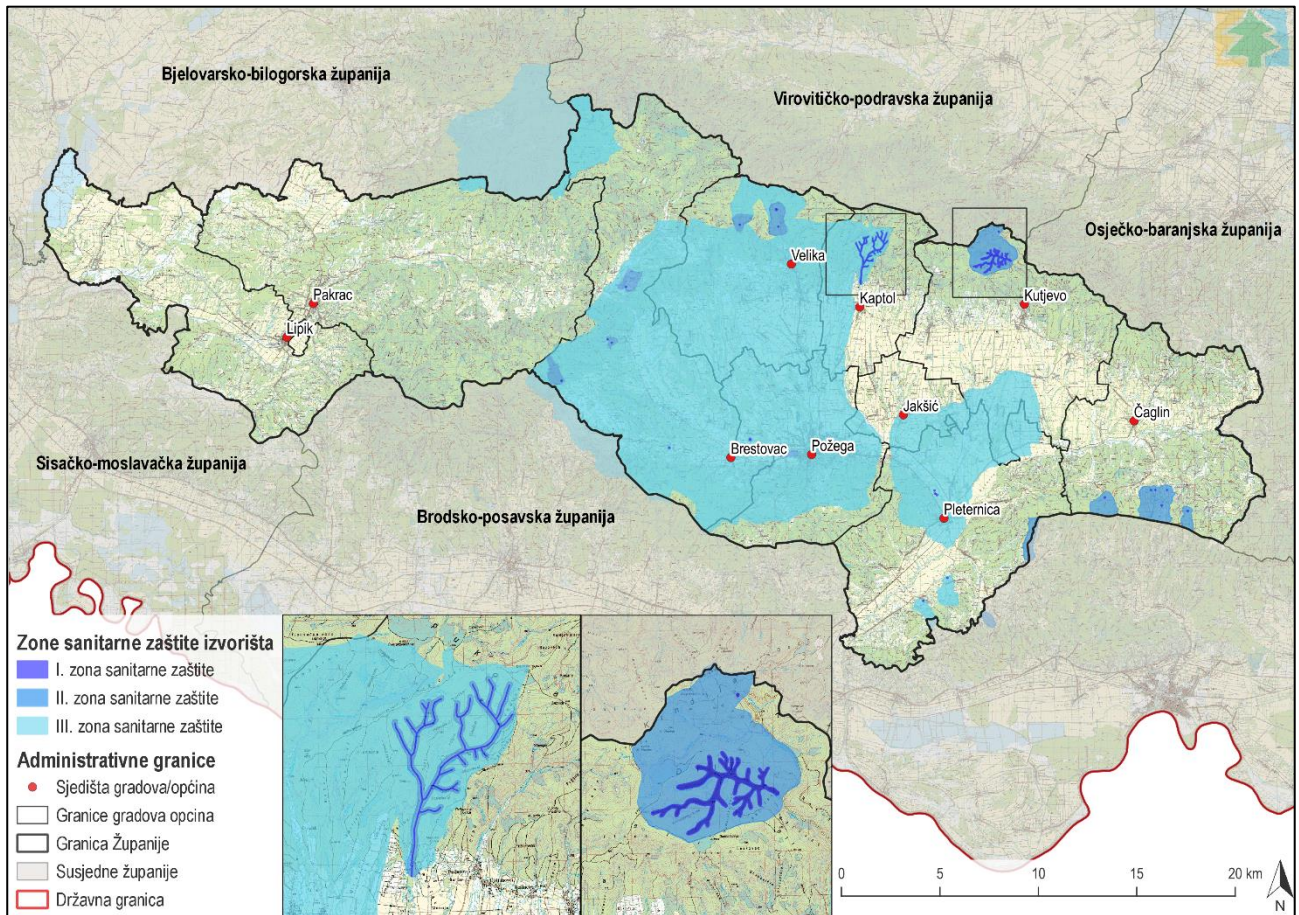 Bjelovarsko-bilogorska županija
Virovitičko-podravska županija
Osječko-baranjska županija
Velika
Pakrac
Kaptol
Kutjevo
Lipik
Jakšić
Čaglin
Brestovac
Požega
Sisačko-moslavačka županija
Pleternica
Brodsko-posavska županija
Zone sanitarne zaštite izvorišta
I. zona sanitarne zaštite
II. zona sanitarne zaštite
III. zona sanitarne zaštite
Administrativne granice
Sjedišta gradova/općina
Granice gradova opcina
Granica Županije
Susjedne županije
Državna granica
0 5 10 15 20 km
N